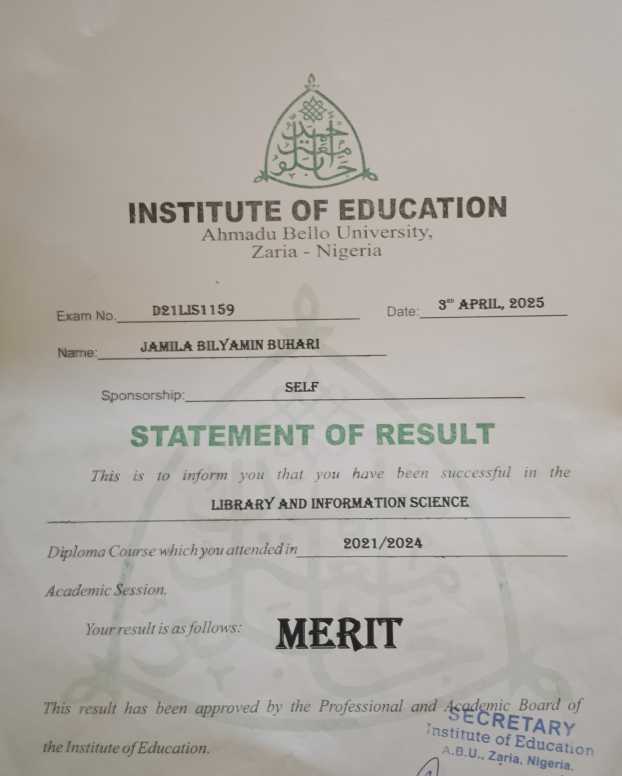 INSTITUTE OF EDUCATION
Ahmadu Bello University,
Zaria - Nigeria
Exam No. D21LIS1159 Date: 3RD APRIL, 2025
Name: JAMILA BILYAMIN BUHARI
Sponsorship: SELF
STATEMENT OF RESULT
This is to inform you that you have been successful in the
LIBRARY AND INFORMATION SCIENCE
Diploma Course which you attended in 2021/2024
Academic Session.
Your result is as follows: MERIT
This result has been approved by the Professional and Academic Board of
the Institute of Education.
SECRETARY
Institute of Education
A.B.U., Zaria, Nigeria.